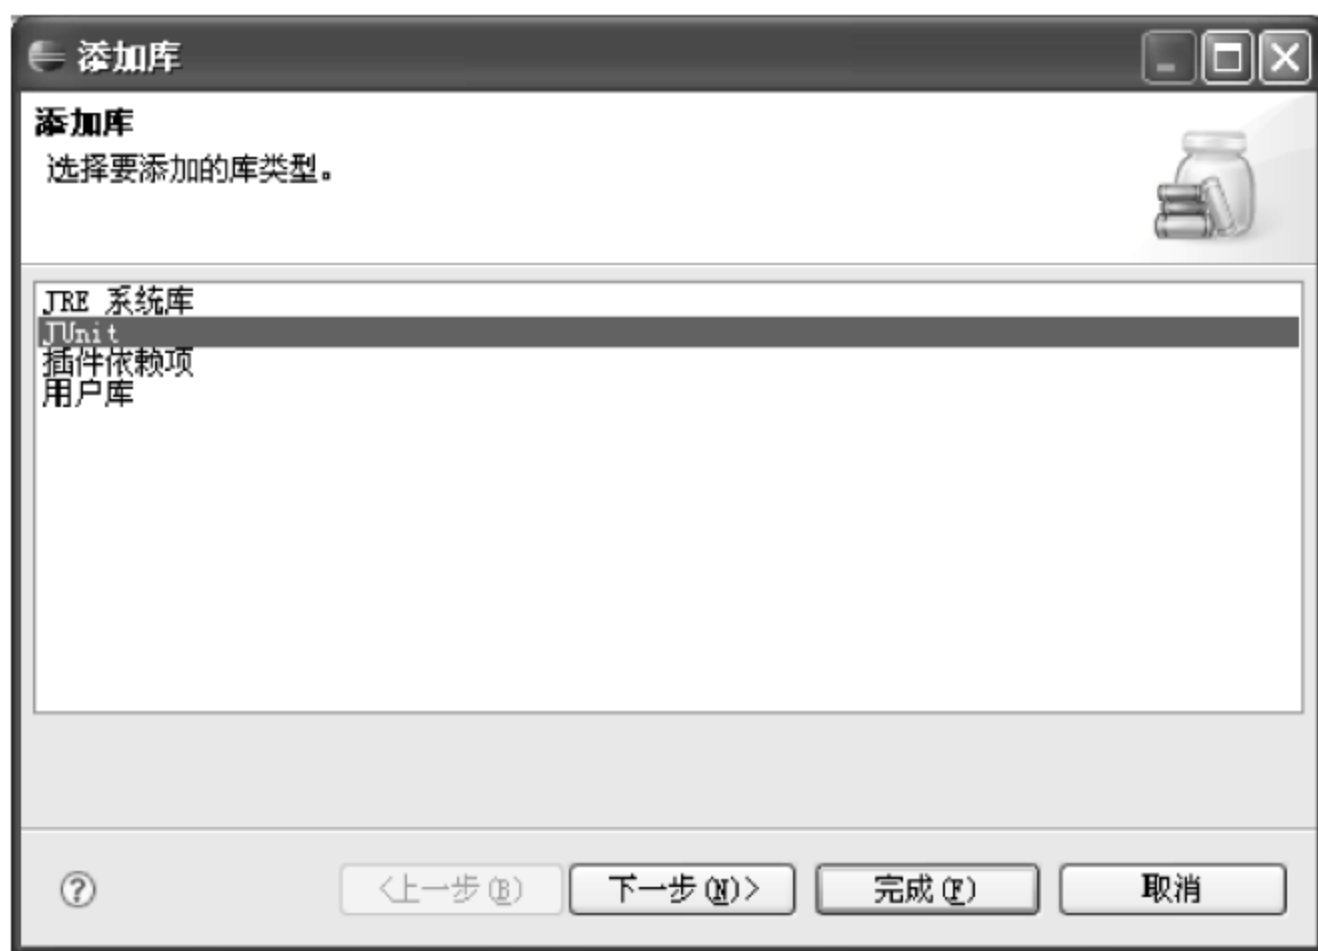 添加库
添加库
选择要添加的库类型。
JRE 系统库
JUnit
插件依赖项
用户库
<上一步(B) 下一步(N)> 完成(F) 取消